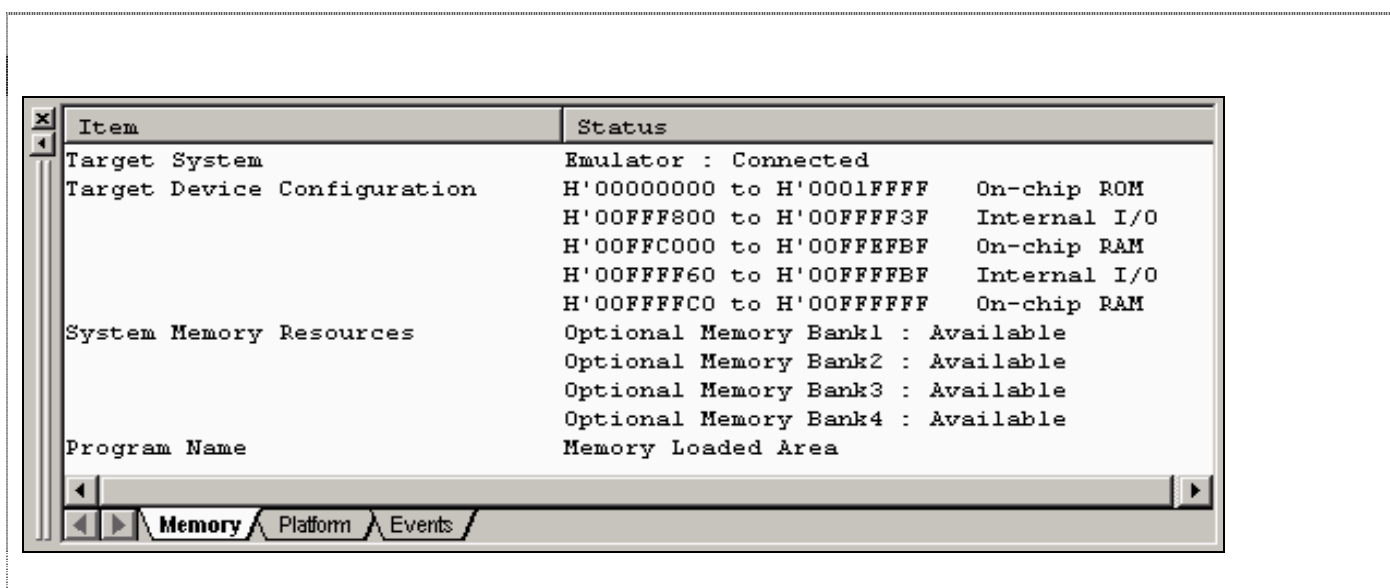 Item Status
Target System Emulator : Connected
Target Device Configuration H'00000000 to H'0001FFFF On-chip ROM
H'00FFF800 to H'00FFFF3F Internal I/O
H'00FFC000 to H'00FFEFBF On-chip RAM
H'00FFFF60 to H'00FFFFBF Internal I/O
H'00FFFFC0 to H'00FFFFFF On-chip RAM
System Memory Resources Optional Memory Bank1 : Available
Optional Memory Bank2 : Available
Optional Memory Bank3 : Available
Optional Memory Bank4 : Available
Program Name Memory Loaded Area
Memory Platform Events